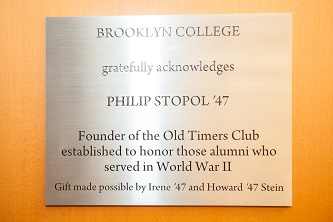 BROOKLYN COLLEGE
gratefully acknowledges
PHILIP STOPOL '47
Founder of the Old Timers Club
established to honor those alumni who
served in World War II
Gift made possible by Irene '47 and Howard '47 Stein